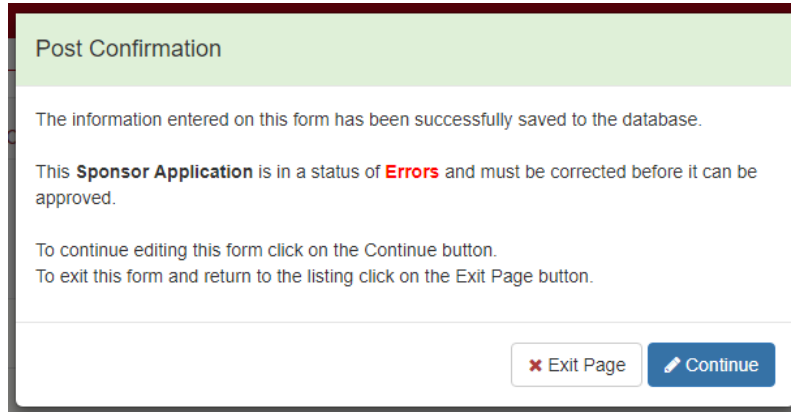 Post Confirmation
The information entered on this form has been successfully saved to the database.
This Sponsor Application is in a status of Errors and must be corrected before it can be
approved.
To continue editing this form click on the Continue button.
To exit this form and return to the listing click on the Exit Page button.
Exit Page
Continue